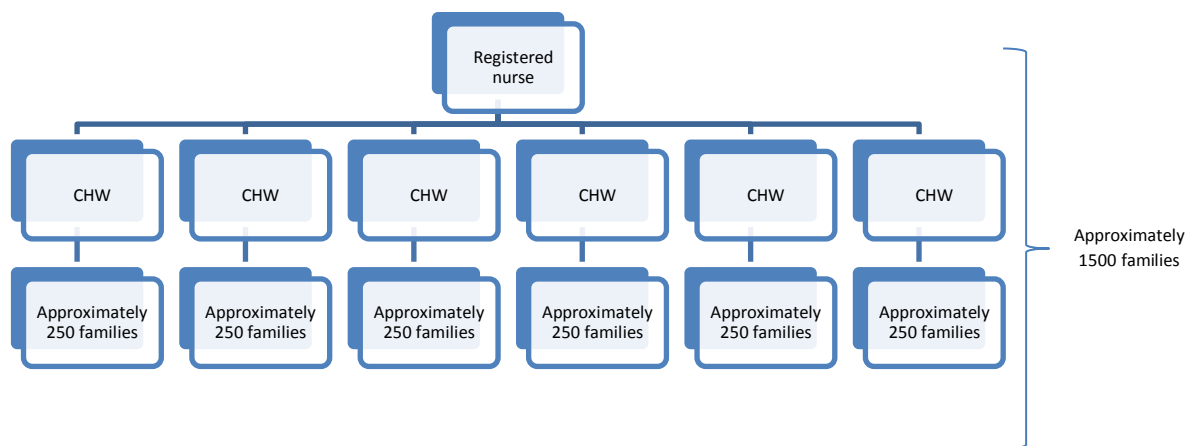 Registered
nurse
CHW
CHW
CHW
CHW
CHW
CHW
Approximately
250 families
Approximately
250 families
Approximately
250 families
Approximately
250 families
Approximately
250 families
Approximately
250 families
Approximately
1500 families